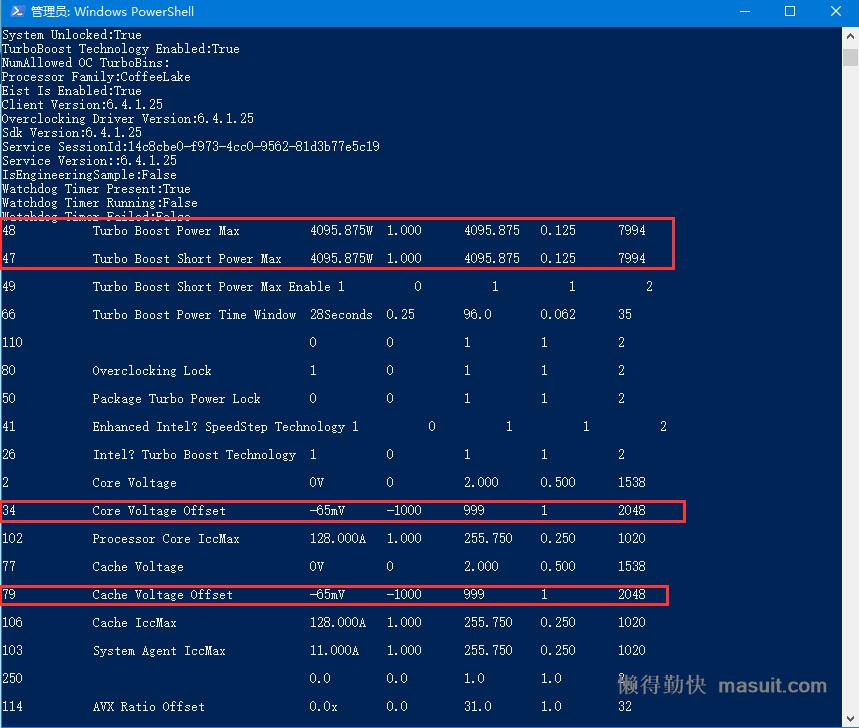 管理员: Windows PowerShell
System Unlocked:True
TurboBoost Technology Enabled:True
NumAllowed OC TurboBins:
Processor Family:CoffeeLake
Eist Is Enabled:True
Client Version:6.4.1.25
Overclocking Driver Version:6.4.1.25
Sdk Version:6.4.1.25
Service SessionId:14c8cbe0-f973-4cc0-9562-81d3b77e5c19
Service Version::6.4.1.25
IsEngineeringSample:False
Watchdog Timer Present:True
Watchdog Timer Running:False
Watchdog Timer Failed:False
48 Turbo Boost Power Max 4095.875W 1.000 4095.875 0.125 7994
47 Turbo Boost Short Power Max 4095.875W 1.000 4095.875 0.125 7994
49 Turbo Boost Short Power Max Enable 1 0 1 1 2
66 Turbo Boost Power Time Window 28Seconds 0.25 96.0 0.062 35
110 0 0 1 1 2
80 Overclocking Lock 1 0 1 1 2
50 Package Turbo Power Lock 0 0 1 1 2
41 Enhanced Intel? SpeedStep Technology 1 0 1 1 2
26 Intel? Turbo Boost Technology 1 0 1 1 2
2 Core Voltage 0V 0 2.000 0.500 1538
34 Core Voltage Offset -65mV -1000 999 1 2048
102 Processor Core IccMax 128.000A 1.000 255.750 0.250 1020
77 Cache Voltage 0V 0 2.000 0.500 1538
79 Cache Voltage Offset -65mV -1000 999 1 2048
106 Cache IccMax 128.000A 1.000 255.750 0.250 1020
103 System Agent IccMax 11.000A 1.000 255.750 0.250 1020
250 0.0 0.0 1.0 1.0 2
懒得勤快 masuit.com
114 AVX Ratio Offset 0.0x 0.0 31.0 1.0 32